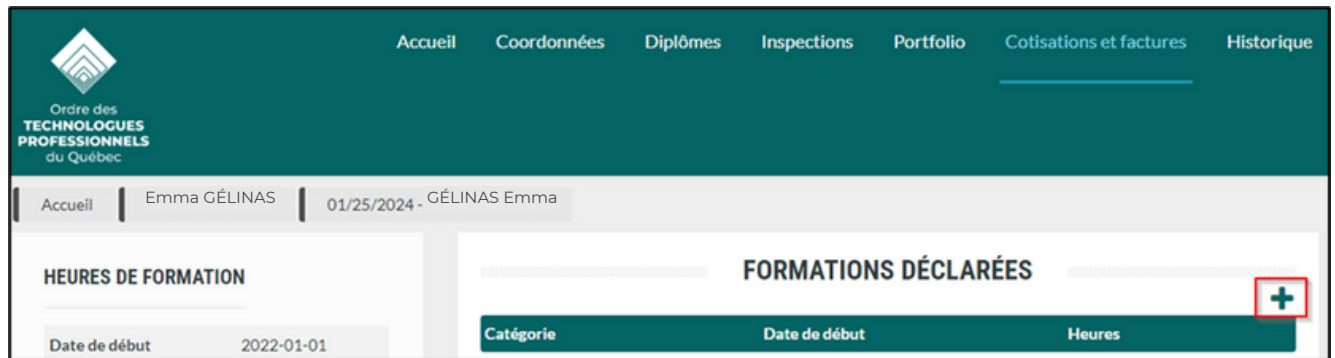 Accueil Coordonnées Diplômes Inspections Portfolio Cotisations et factures Historique
Ordre des
TECHNOLOGUES
PROFESSIONNELS
du Québec
Accueil Emma GÉLINAS 01/25/2024 - GÉLINAS Emma
HEURES DE FORMATION
Date de début 2022-01-01
FORMATIONS DÉCLARÉES
+
Catégorie Date de début Heures